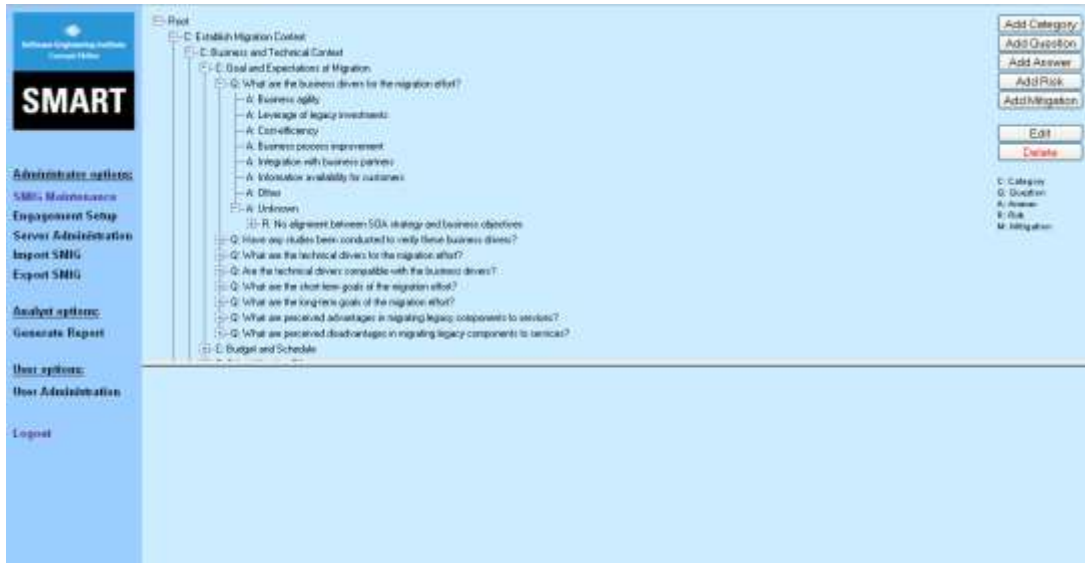 Software Engineering Institute
Carnegie Mellon
SMART
Administrator options:
SMIG Maintenance
Engagement Setup
Server Administration
Import SMIG
Export SMIG
Analyst options:
Generate Report
User options:
User Administration
Logout
Root
C: Establish Migration Context
C: Business and Technical Context
C: Goal and Expectations of Migration
Q: What are the business drivers for the migration effort?
A: Business agility
A: Leverage of legacy investments
A: Cost-efficiency
A: Business process improvement
A: Integration with business partners
A: Information availability for customers
A: Other
A: Unknown
R: No alignment between SOA strategy and business objectives
Q: Have any studies been conducted to verify these business drivers?
Q: What are the technical drivers for the migration effort?
Q: Are the technical drivers compatible with the business drivers?
Q: What are the short-term goals of the migration effort?
Q: What are the long-term goals of the migration effort?
Q: What are perceived advantages in migrating legacy components to services?
Q: What are perceived disadvantages in migrating legacy components to services?
C: Budget and Schedule
Add Category
Add Question
Add Answer
Add Risk
Add Mitigation
Edit
Delete
C: Category
Q: Question
A: Answer
R: Risk
M: Mitigation